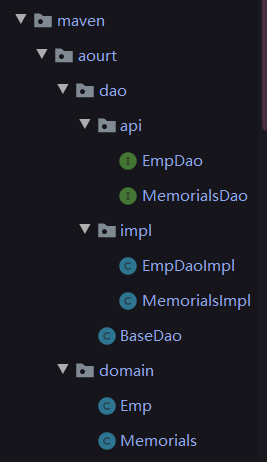 maven
aourt
dao
api
EmpDao
MemorialsDao
impl
EmpDaoImpl
MemorialsImpl
BaseDao
domain
Emp
Memorials